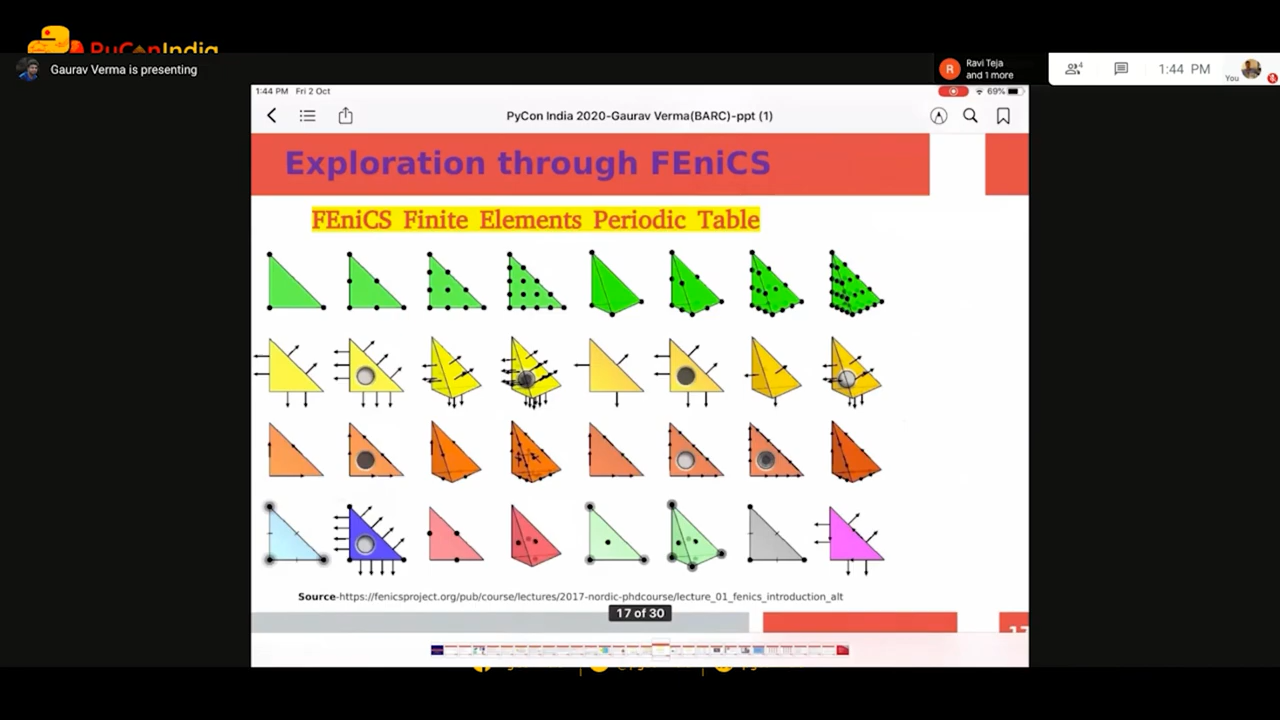 PyConIndia
Gaurav Verma is presenting
R
Ravi Teja
and 1 more
4
1:44 PM
You
1:44 PM Fri 2 Oct
69%
PyCon India 2020-Gaurav Verma(BARC)-ppt (1)
Exploration through FEniCS
FEniCS Finite Elements Periodic Table
Source-https://fenicsproject.org/pub/course/lectures/2017-nordic-phdcourse/lecture_01_fenics_introduction_alt
17 of 30
17